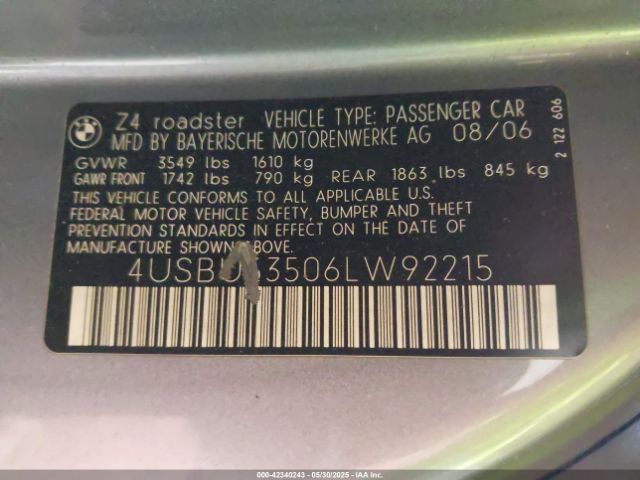 Z4 roadster VEHICLE TYPE: PASSENGER CAR
MFD BY BAYERISCHE MOTORENWERKE AG 08/06
GVWR 3549 lbs 1610 kg
GAWR FRONT 1742 lbs 790 kg REAR 1863 lbs 845 kg
THIS VEHICLE CONFORMS TO ALL APPLICABLE U.S.
FEDERAL MOTOR VEHICLE SAFETY, BUMPER AND THEFT
PREVENTION STANDARDS IN EFFECT ON THE DATE OF
MANUFACTURE SHOWN ABOVE.
2 122 606
000-42340243 - 05/30/2025 - IAA Inc.